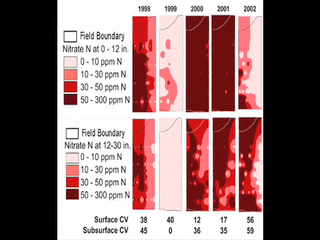 1998 1999 2000 2001 2002
Field Boundary
Nitrate N at 0 - 12 in.
0 - 10 ppm N
10 - 30 ppm N
30 - 50 ppm N
50 - 300 ppm N
Field Boundary
Nitrate N at 12-30 in.
0 - 10 ppm N
10 - 30 ppm N
30 - 50 ppm N
50 - 300 ppm N
Surface CV 38 40 12 17 56
Subsurface CV 45 0 36 35 59